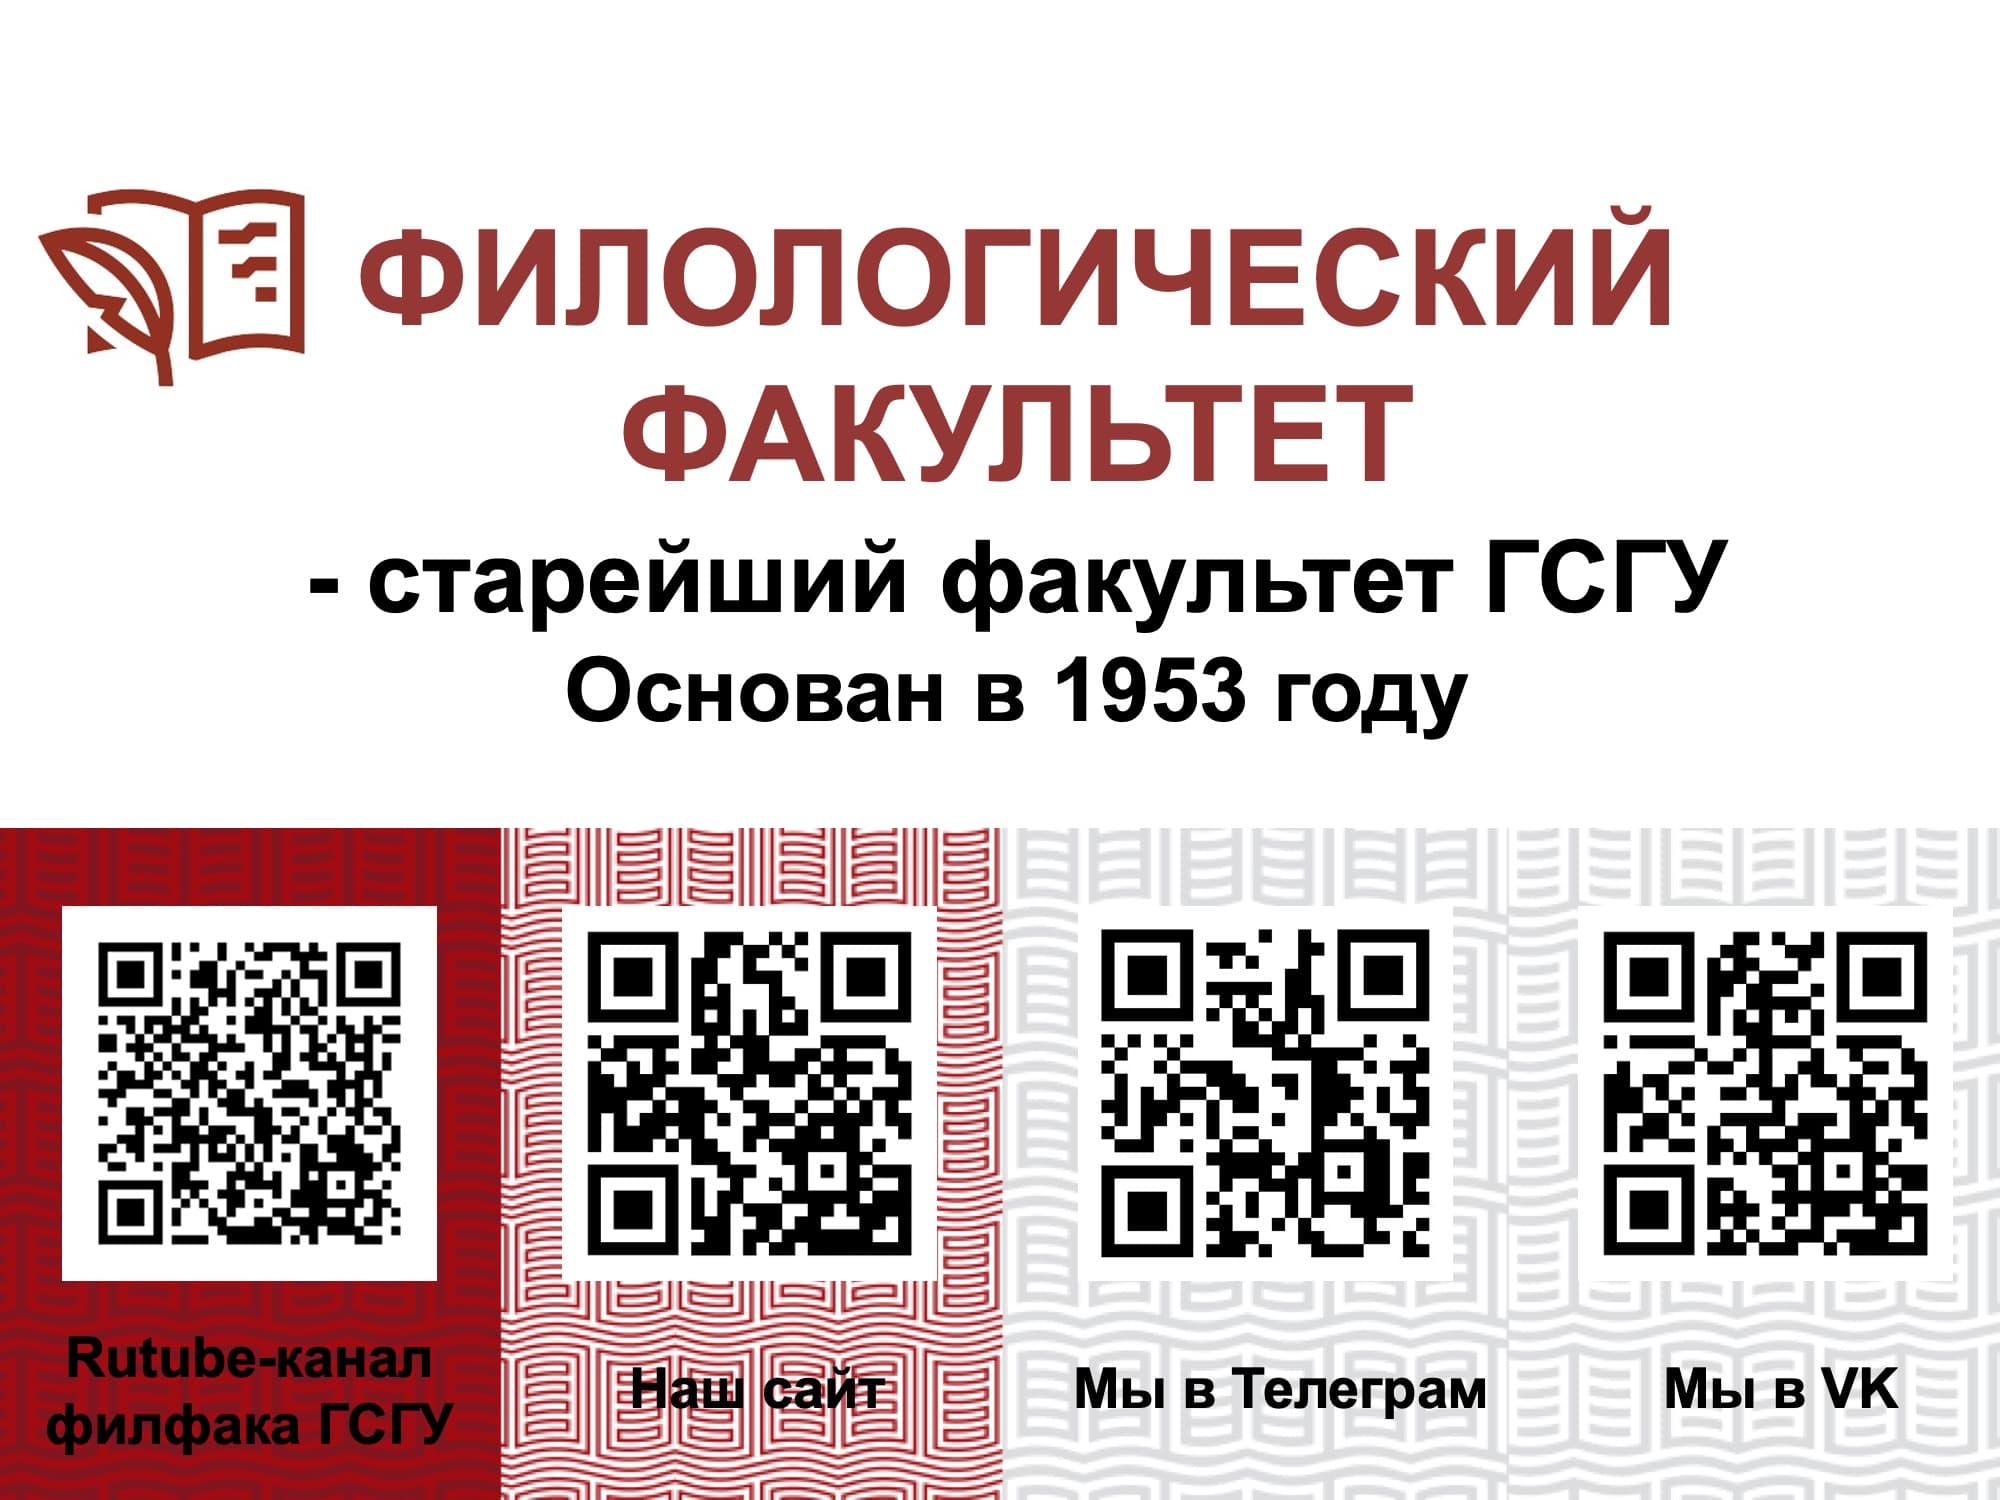 ФИЛОЛОГИЧЕСКИЙ
ФАКУЛЬТЕТ
- старейший факультет ГСГУ
Основан в 1953 году
Rutube-канал
филфака ГСГУ
Наш сайт
Мы в Телеграм
Мы в VK